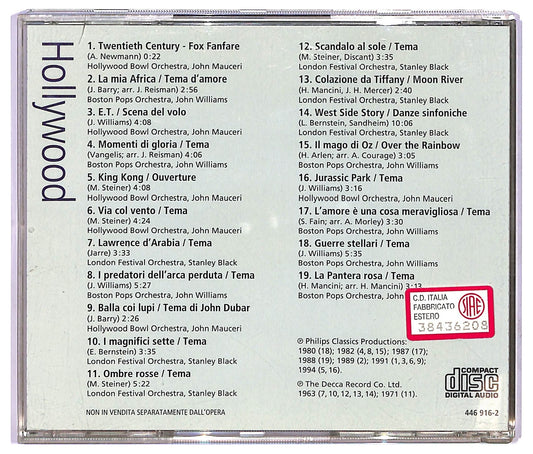 Hollywood
1. Twentieth Century - Fox Fanfare
(A. Newmann) 0:22
Hollywood Bowl Orchestra, John Mauceri
2. La mia Africa / Tema d'amore
(J. Barry; arr. J. Reisman) 2:56
Boston Pops Orchestra, John Williams
3. E.T. / Scena del volo
(J. Williams) 4:08
Hollywood Bowl Orchestra, John Mauceri
4. Momenti di gloria / Tema
(Vangelis; arr. J. Reisman) 4:06
Boston Pops Orchestra, John Williams
5. King Kong / Ouverture
(M. Steiner) 4:08
Hollywood Bowl Orchestra, John Mauceri
6. Via col vento / Tema
(M. Steiner) 4:24
Hollywood Bowl Orchestra, John Mauceri
7. Lawrence d'Arabia / Tema
(Jarre) 3:33
London Festival Orchestra, Stanley Black
8. I predatori dell'arca perduta / Tema
(J. Williams) 5:27
Boston Pops Orchestra, John Williams
9. Balla coi lupi / Tema di John Dubar
(J. Barry) 2:26
Hollywood Bowl Orchestra, John Mauceri
10. I magnifici sette / Tema
(E. Bernstein) 3:35
London Festival Orchestra, Stanley Black
11. Ombre rosse / Tema
(M. Steiner) 5:22
London Festival Orchestra, Stanley Black
NON IN VENDITA SEPARATAMENTE DALL'OPERA
12. Scandalo al sole / Tema
(M. Steiner, Discant) 3:35
London Festival Orchestra, Stanley Black
13. Colazione da Tiffany / Moon River
(H. Mancini, J. H. Mercer) 2:40
London Festival Orchestra, Stanley Black
14. West Side Story / Danze sinfoniche
(L. Bernstein, Sandheim) 10:06
London Festival Orchestra, Stanley Black
15. Il mago di Oz / Over the Rainbow
(H. Arlen; arr. A. Courage) 3:05
Boston Pops Orchestra, John Williams
16. Jurassic Park / Tema
(J. Williams) 3:16
Hollywood Bowl Orchestra, John Mauceri
17. L'amore è una cosa meravigliosa / Tema
(S. Fain; arr. A. Morley) 3:30
Boston Pops Orchestra, John Williams
18. Guerre stellari / Tema
(J. Williams) 5:35
Boston Pops Orchestra, John Williams
19. La Pantera rosa / Tema
(H. Mancini; arr. H. Mancini) 3:13
Boston Pops Orchestra, Jo
C.D. ITALIA
FABBRICATO
ESTERO
SIAE
38436208
℗ Philips Classics Productions:
1980 (18); 1982 (4, 8, 15); 1987 (17);
1988 (19); 1989 (2); 1991 (1, 3, 6, 9);
1994 (5, 16).
℗ The Decca Record Co. Ltd.
1963 (7, 10, 12, 13, 14); 1971 (11).
COMPACT
disc
DIGITAL AUDIO
446 916-2